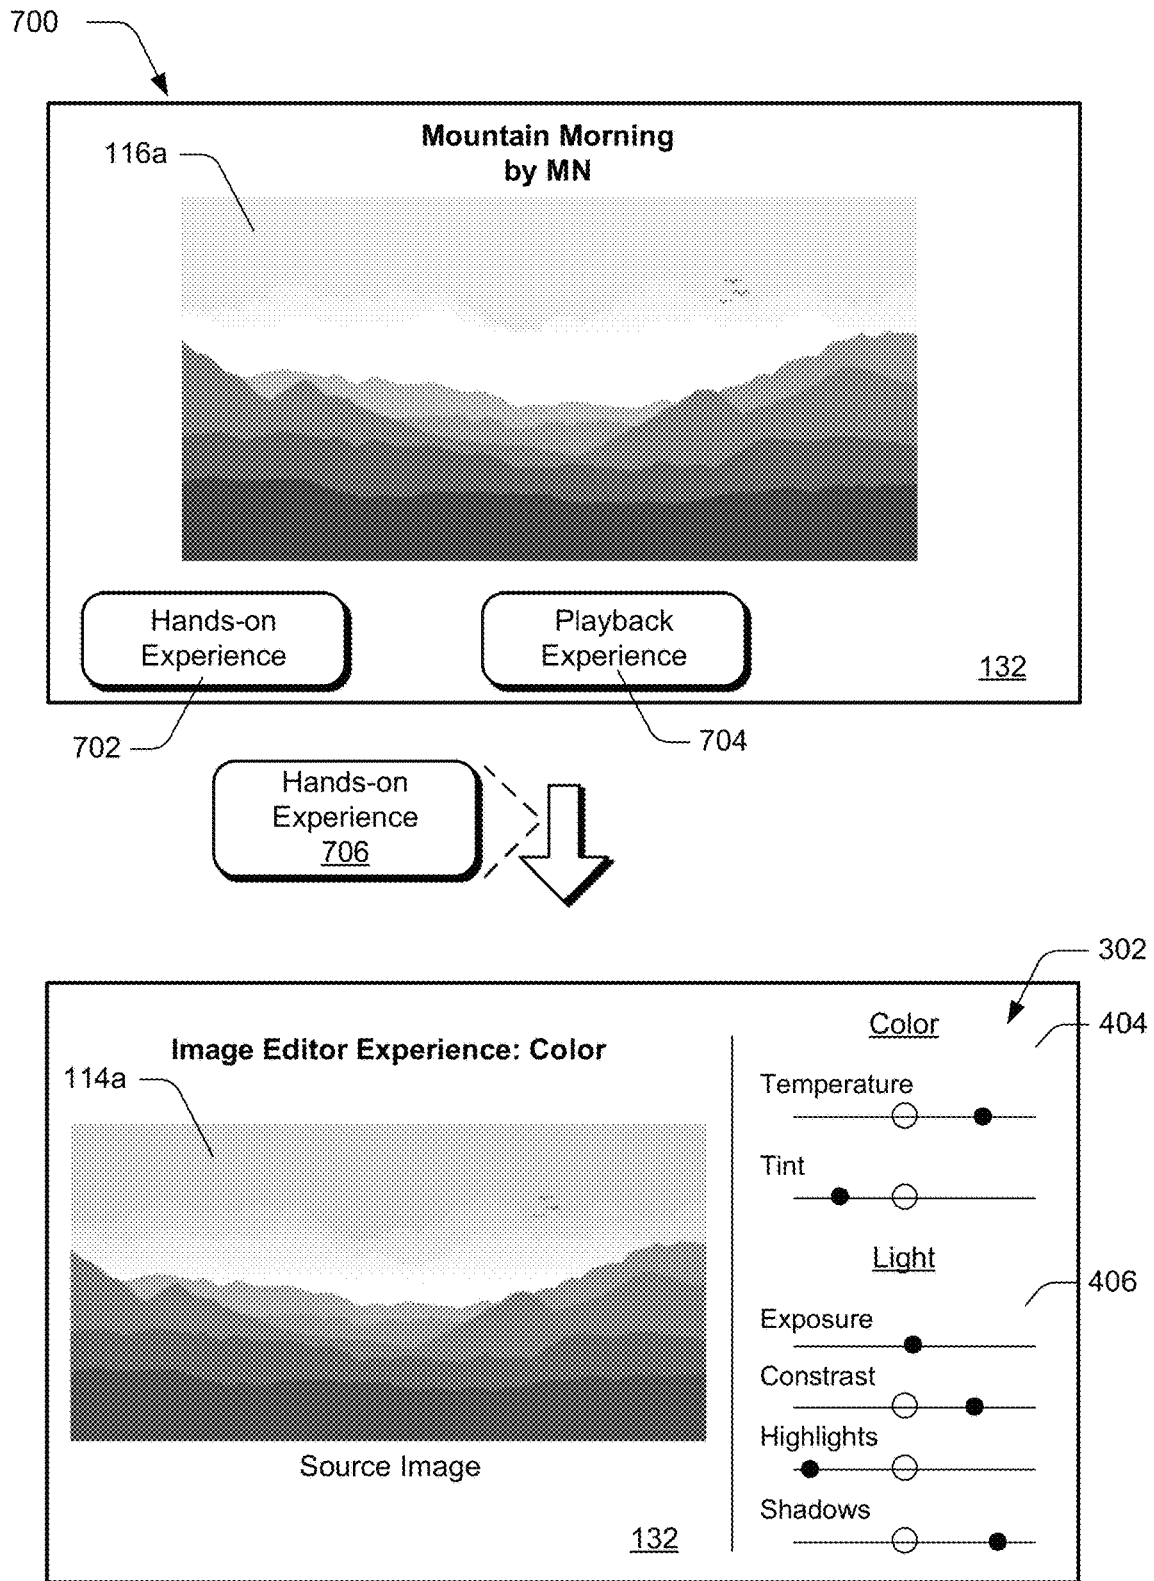 700
Mountain Morning
by MN
116a
Hands-on
Experience
Playback
Experience
132
702
704
Hands-on
Experience
706
302
Color
404
Image Editor Experience: Color
114a
Temperature
Tint
Light
406
Exposure
Constrast
Highlights
Source Image
Shadows
132